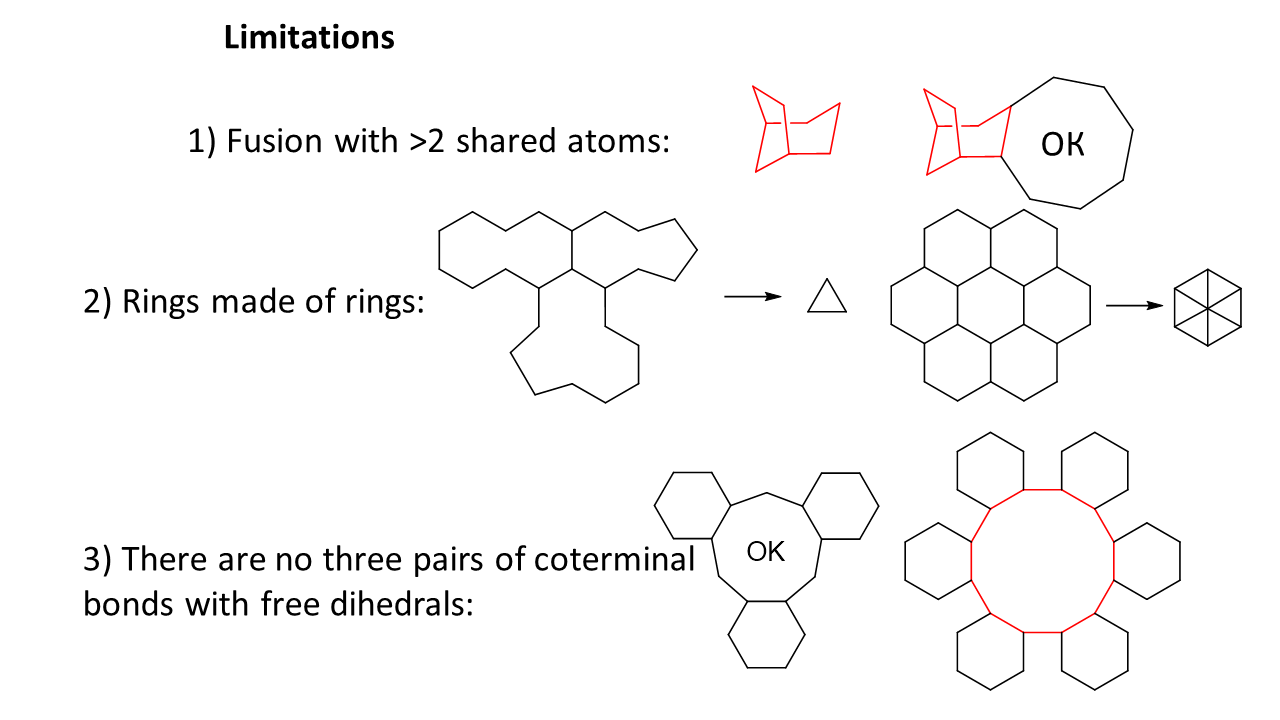 Limitations
1) Fusion with >2 shared atoms:
OK
2) Rings made of rings:
3) There are no three pairs of coterminal
bonds with free dihedrals:
OK